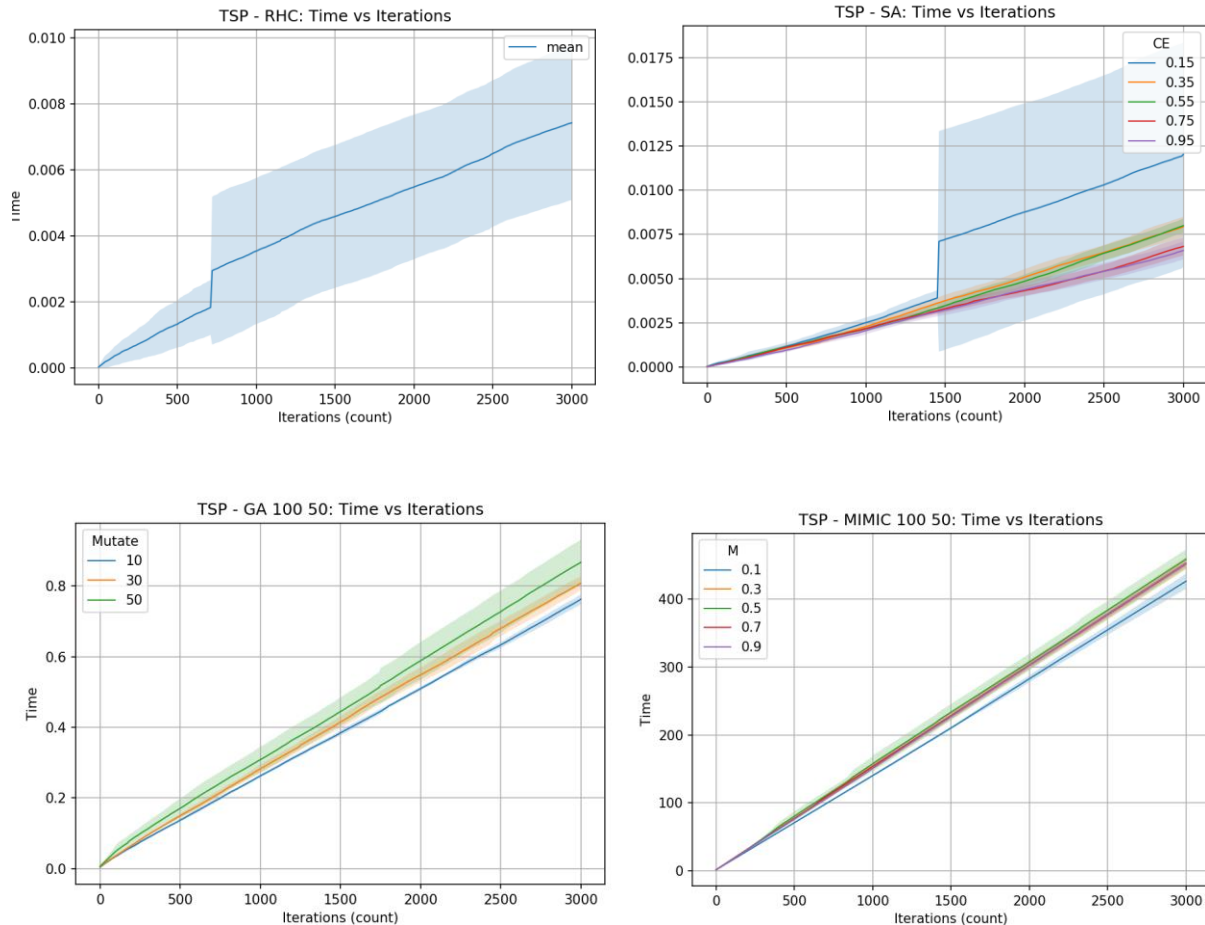 TSP - RHC: Time vs Iterations
mean
0.010
0.008
0.006
0.004
0.002
0.000
Time
0 500 1000 1500 2000 2500 3000
Iterations (count)
TSP - SA: Time vs Iterations
CE
0.15
0.35
0.55
0.75
0.95
0.0175
0.0150
0.0125
0.0100
0.0075
0.0050
0.0025
0.0000
0 500 1000 1500 2000 2500 3000
Iterations (count)
TSP - GA 100 50: Time vs Iterations
Mutate
10
30
50
0.8
0.6
0.4
0.2
0.0
Time
0 500 1000 1500 2000 2500 3000
Iterations (count)
TSP - MIMIC 100 50: Time vs Iterations
M
0.1
0.3
0.5
0.7
0.9
400
300
200
100
0
Time
0 500 1000 1500 2000 2500 3000
Iterations (count)